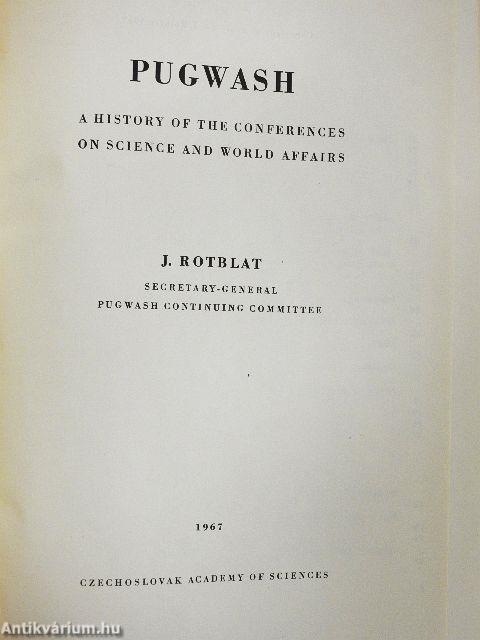 PUGWASH
A HISTORY OF THE CONFERENCES
ON SCIENCE AND WORLD AFFAIRS
J. ROTBLAT
SECRETARY-GENERAL
PUGWASH CONTINUING COMMITTEE
1967
CZECHOSLOVAK ACADEMY OF SCIENCES
Antikvárium.hu